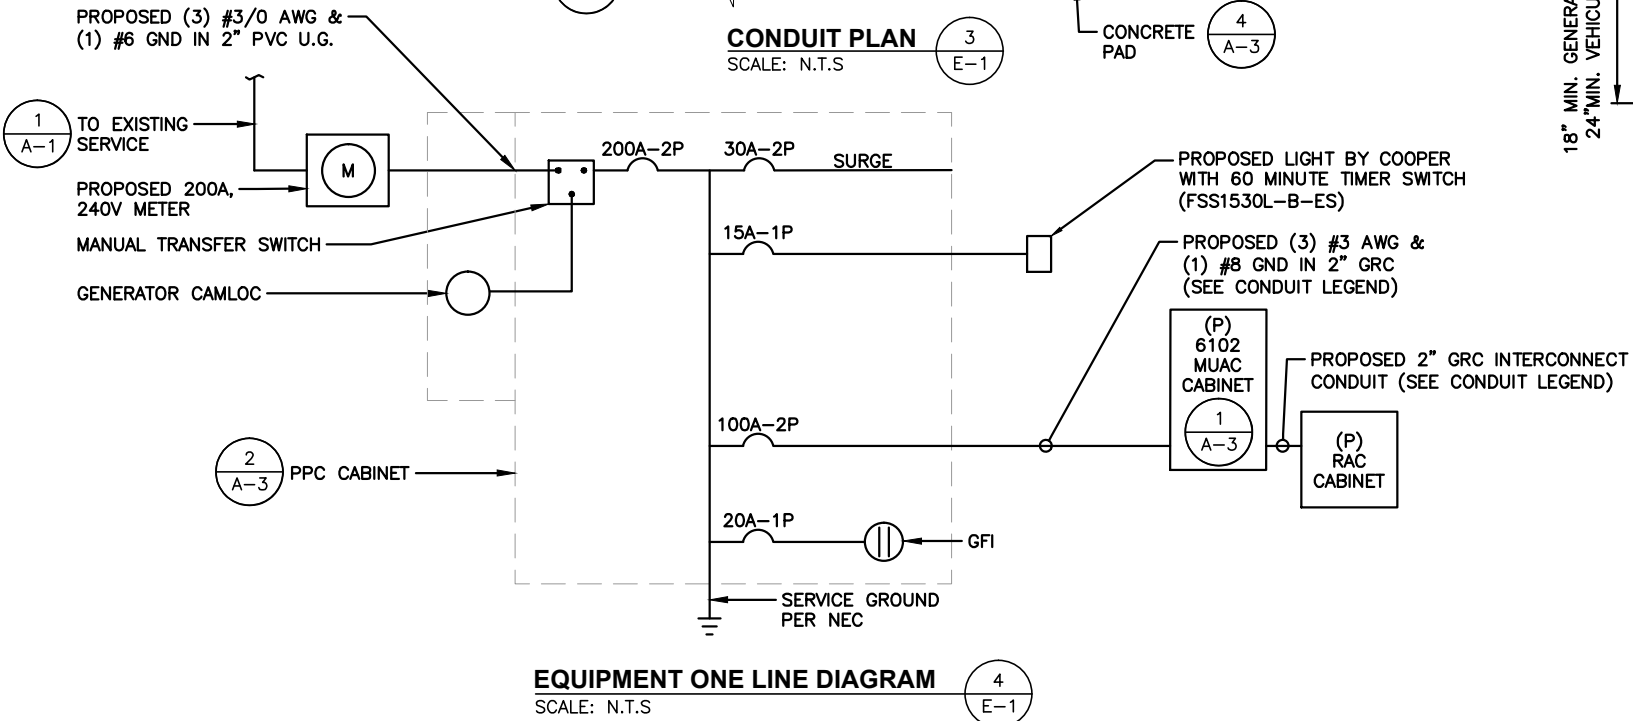 PROPOSED (3) #3/0 AWG &
(1) #6 GND IN 2" PVC U.G.
CONDUIT PLAN
SCALE: N.T.S
3
E-1
CONCRETE
PAD
4
A-3
18" MIN. GENERA
24"MIN. VEHICU
1
A-1
TO EXISTING
SERVICE
M
PROPOSED 200A,
240V METER
MANUAL TRANSFER SWITCH
GENERATOR CAMLOC
200A-2P
30A-2P
SURGE
15A-1P
PROPOSED LIGHT BY COOPER
WITH 60 MINUTE TIMER SWITCH
(FSS1530L-B-ES)
PROPOSED (3) #3 AWG &
(1) #8 GND IN 2" GRC
(SEE CONDUIT LEGEND)
(P)
6102
MUAC
CABINET
1
A-3
PROPOSED 2" GRC INTERCONNECT
CONDUIT (SEE CONDUIT LEGEND)
(P)
RAC
CABINET
100A-2P
2
A-3
PPC CABINET
20A-1P
GFI
SERVICE GROUND
PER NEC
EQUIPMENT ONE LINE DIAGRAM
SCALE: N.T.S
4
E-1